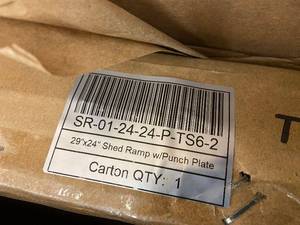 SR-01-24-24-P-TS6-2
29"x24" Shed Ramp w/Punch Plate
Carton QTY: 1
T